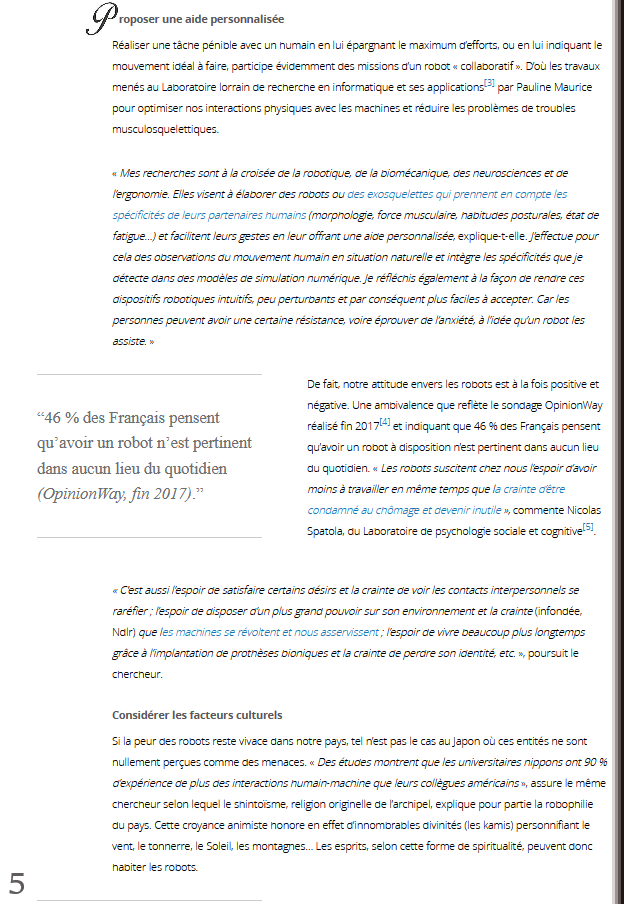 Proposer une aide personnalisée
Réaliser une tâche pénible avec un humain en lui épargnant le maximum d’efforts, ou en lui indiquant le
mouvement idéal à faire, participe évidemment des missions d’un robot « collaboratif ». D’où les travaux
menés au Laboratoire lorrain de recherche en informatique et ses applications[3] par Pauline Maurice
pour optimiser nos interactions physiques avec les machines et réduire les problèmes de troubles
musculosquelettiques.
« Mes recherches sont à la croisée de la robotique, de la biomécanique, des neurosciences et de
l’ergonomie. Elles visent à élaborer des robots ou des exosquelettes qui prennent en compte les
spécificités de leurs partenaires humains (morphologie, force musculaire, habitudes posturales, état de
fatigue…) et facilitent leurs gestes en leur offrant une aide personnalisée, explique-t-elle. J’effectue pour
cela des observations du mouvement humain en situation naturelle et intègre les spécificités que je
détecte dans des modèles de simulation numérique. Je réfléchis également à la façon de rendre ces
dispositifs robotiques intuitifs, peu perturbants et par conséquent plus faciles à accepter. Car les
personnes peuvent avoir une certaine résistance, voire éprouver de l’anxiété, à l’idée qu’un robot les
assiste. »
“46 % des Français pensent
qu’avoir un robot n’est pertinent
dans aucun lieu du quotidien
(OpinionWay, fin 2017).”
De fait, notre attitude envers les robots est à la fois positive et
négative. Une ambivalence que reflète le sondage OpinionWay
réalisé fin 2017[4] et indiquant que 46 % des Français pensent
qu’avoir un robot à disposition n’est pertinent dans aucun lieu
du quotidien. « Les robots suscitent chez nous l’espoir d’avoir
moins à travailler en même temps que la crainte d’être
condamné au chômage et devenir inutile », commente Nicolas
Spatola, du Laboratoire de psychologie sociale et cognitive[5].
« C’est aussi l’espoir de satisfaire certains désirs et la crainte de voir les contacts interpersonnels se
raréfier ; l’espoir de disposer d’un plus grand pouvoir sur son environnement et la crainte (infondée,
Ndlr) que les machines se révoltent et nous asservissent ; l’espoir de vivre beaucoup plus longtemps
grâce à l’implantation de prothèses bioniques et la crainte de perdre son identité, etc. », poursuit le
chercheur.
Considérer les facteurs culturels
Si la peur des robots reste vivace dans notre pays, tel n’est pas le cas au Japon où ces entités ne sont
nullement perçues comme des menaces. « Des études montrent que les universitaires nippons ont 90 %
d’expérience de plus des interactions humain-machine que leurs collègues américains », assure le même
chercheur selon lequel le shintoïsme, religion originelle de l’archipel, explique pour partie la robophilie
du pays. Cette croyance animiste honore en effet d’innombrables divinités (les kamis) personnifiant le
vent, le tonnerre, le Soleil, les montagnes… Les esprits, selon cette forme de spiritualité, peuvent donc
habiter les robots.
5